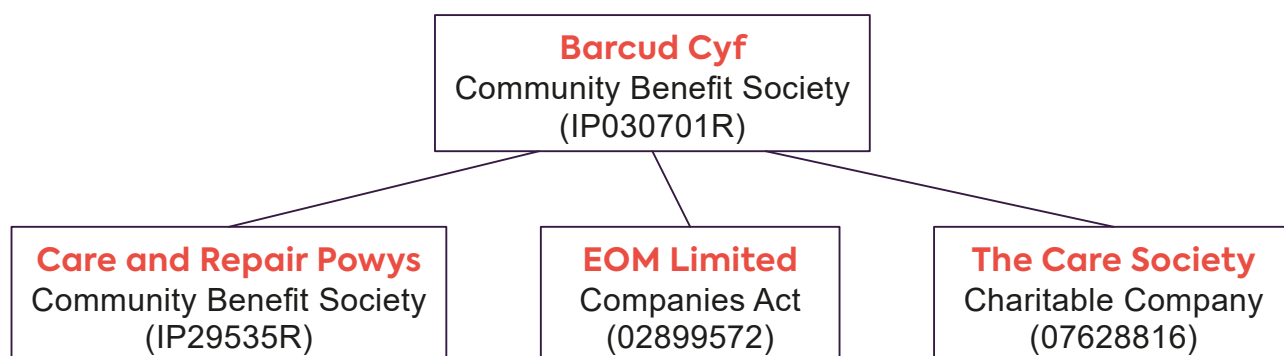 Barcud Cyf
Community Benefit Society
(IP030701R)
Care and Repair Powys
Community Benefit Society
(IP29535R)
EOM Limited
Companies Act
(02899572)
The Care Society
Charitable Company
(07628816)